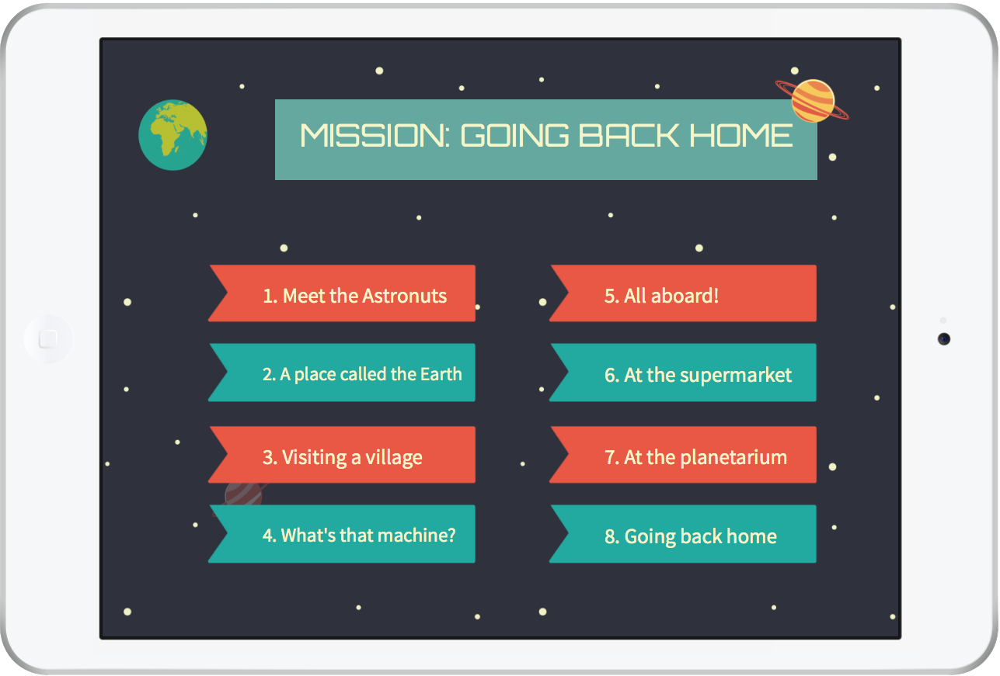 MISSION: GOING BACK HOME
1. Meet the Astronuts
2. A place called the Earth
3. Visiting a village
4. What's that machine?
5. All aboard!
6. At the supermarket
7. At the planetarium
8. Going back home